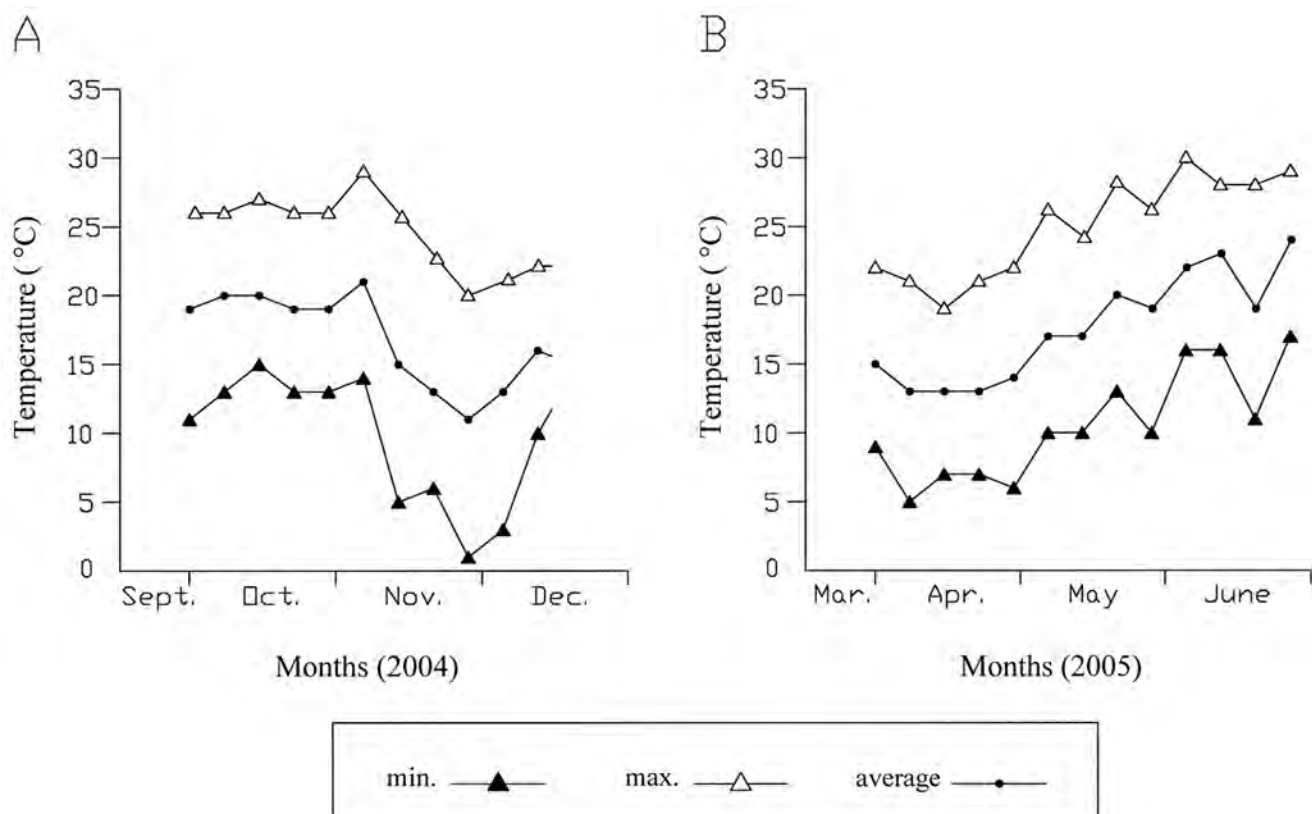 A
35
30
25
20
15
10
5
0
Temperature ( °C)
Sept. Oct. Nov. Dec.
Months (2004)
B
35
30
25
20
15
10
5
0
Temperature ( °C)
Mar. Apr. May June
Months (2005)
min. max. average